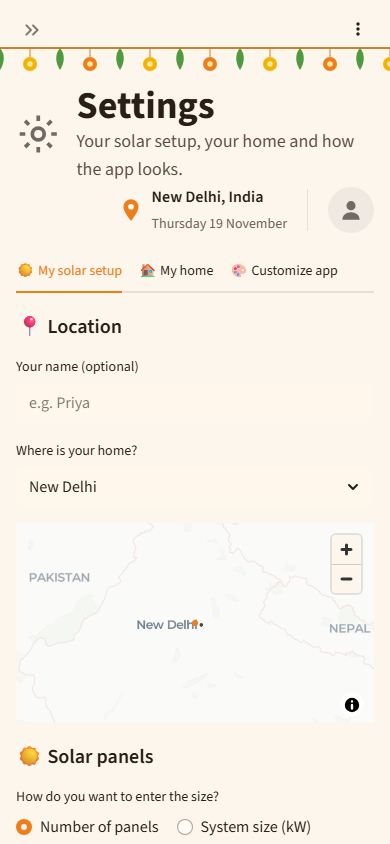 Settings
Your solar setup, your home and how
the app looks.
New Delhi, India
Thursday 19 November
My solar setup
My home
Customize app
Location
Your name (optional)
e.g. Priya
Where is your home?
New Delhi
PAKISTAN
New Delhi
NEPAL
Solar panels
How do you want to enter the size?
Number of panels
System size (kW)